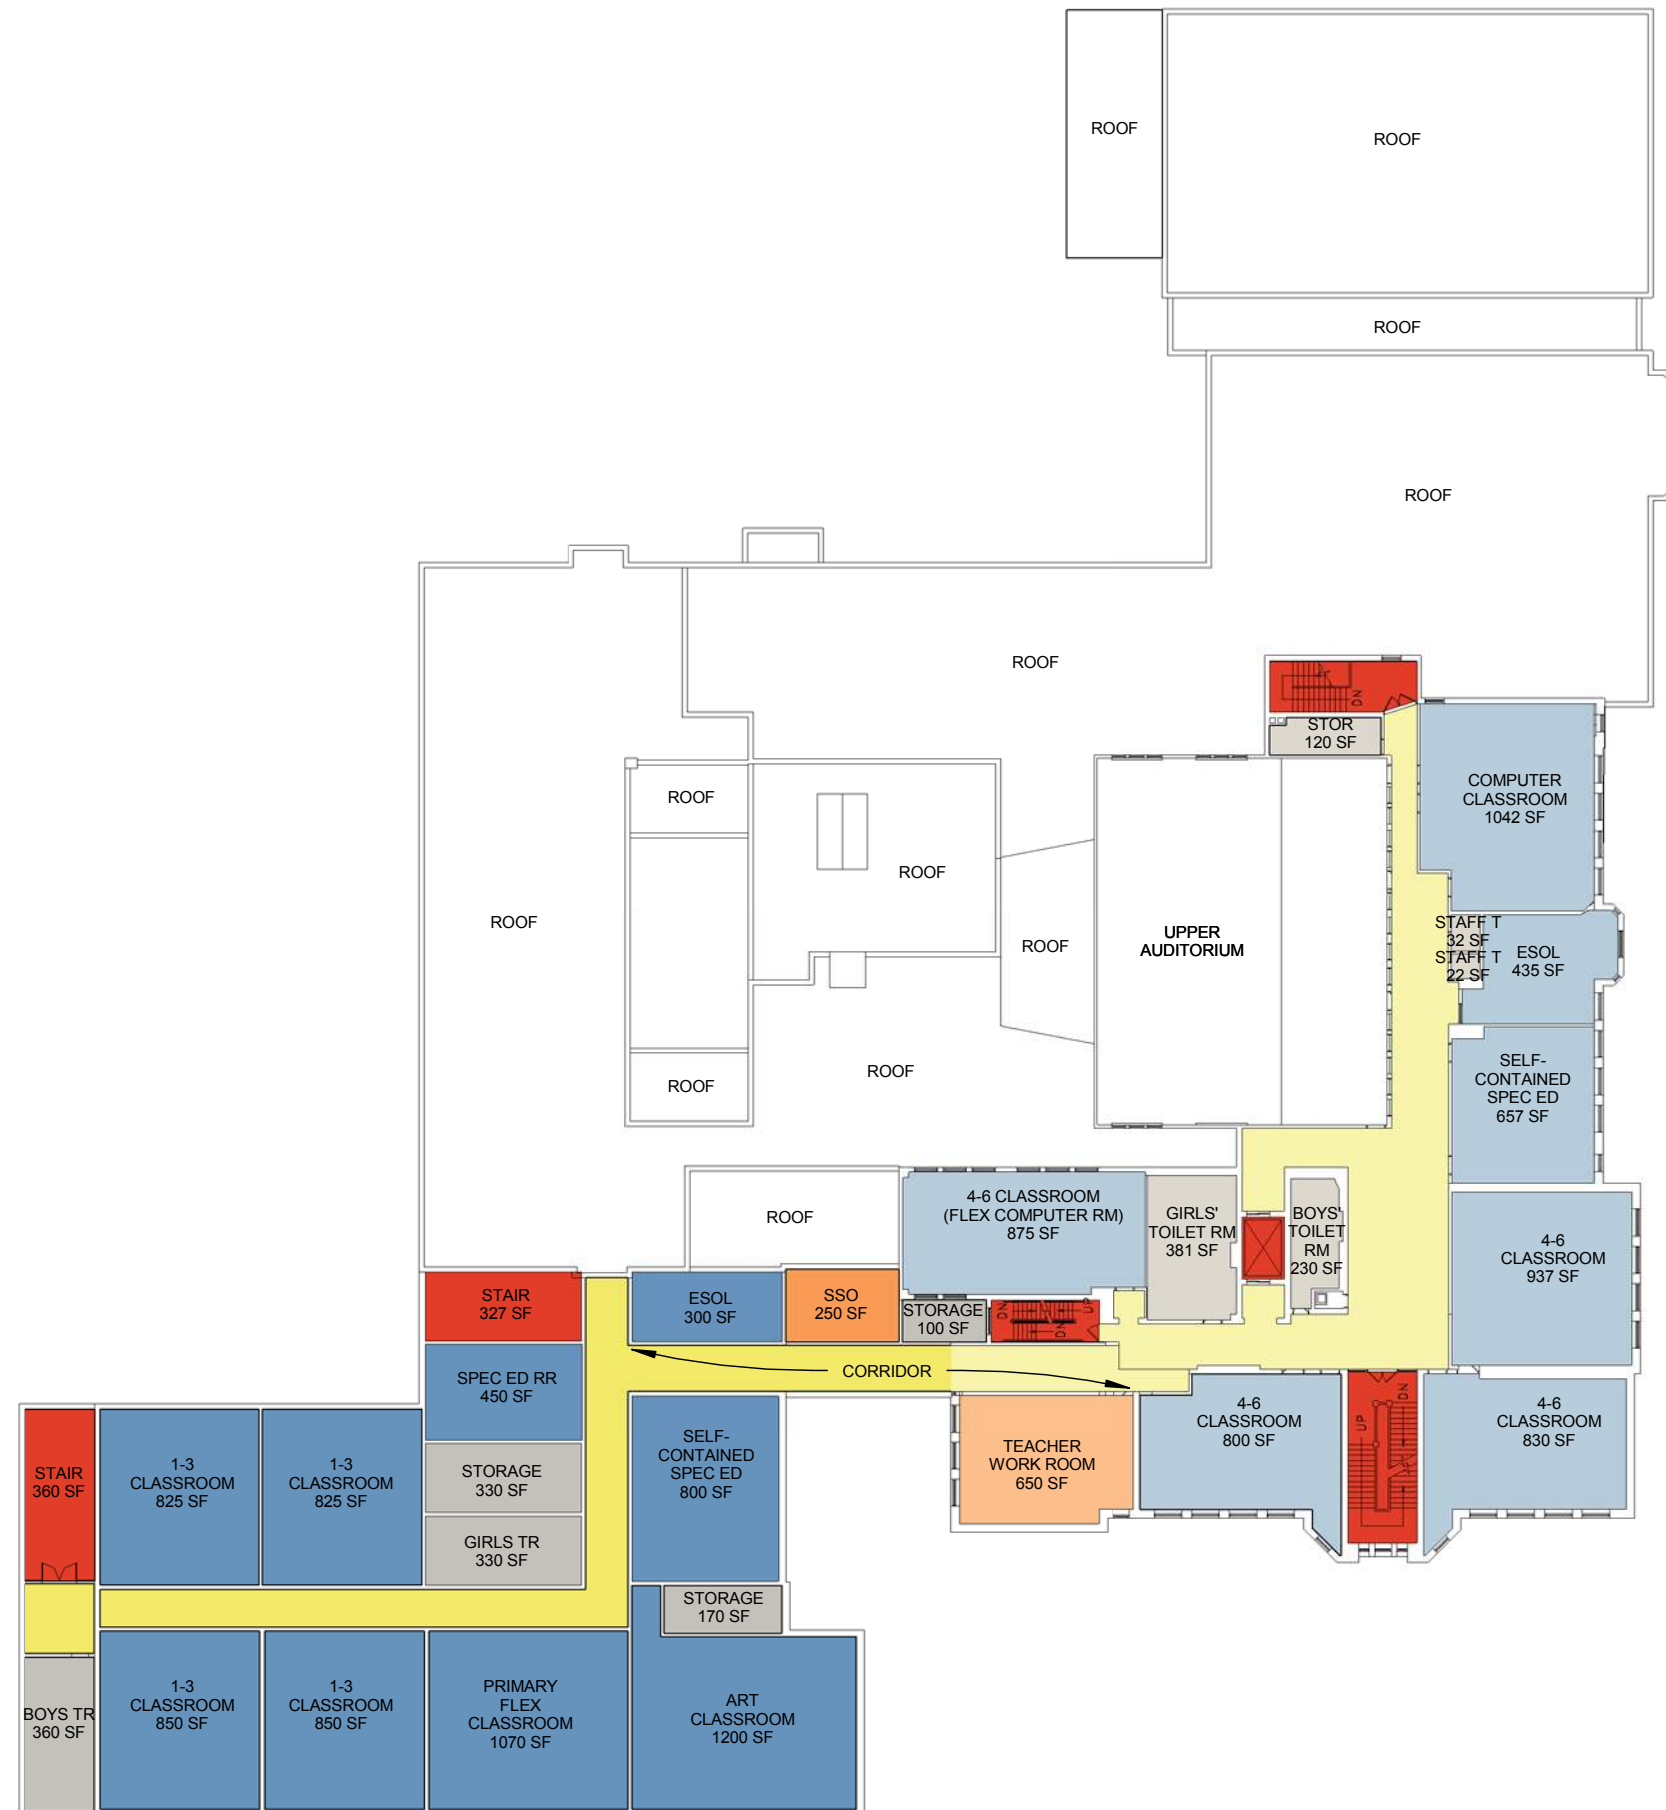 ROOF
ROOF
ROOF
ROOF
ROOF
DN
STOR
120 SF
COMPUTER
CLASSROOM
1042 SF
ROOF
ROOF
ROOF
ROOF
UPPER
AUDITORIUM
STAFF T
32 SF
STAFF T
22 SF
ESOL
435 SF
ROOF
ROOF
SELF-
CONTAINED
SPEC ED
657 SF
ROOF
4-6 CLASSROOM
(FLEX COMPUTER RM)
875 SF
GIRLS'
TOILET RM
381 SF
BOYS'
TOILET
RM
230 SF
4-6
CLASSROOM
937 SF
STAIR
327 SF
ESOL
300 SF
SSO
250 SF
STORAGE
100 SF
DN
UP
DN
CORRIDOR
SPEC ED RR
450 SF
4-6
CLASSROOM
800 SF
UP
DN
4-6
CLASSROOM
830 SF
SELF-
CONTAINED
SPEC ED
800 SF
TEACHER
WORK ROOM
650 SF
STAIR
360 SF
1-3
CLASSROOM
825 SF
1-3
CLASSROOM
825 SF
STORAGE
330 SF
GIRLS TR
330 SF
STORAGE
170 SF
BOYS TR
360 SF
1-3
CLASSROOM
850 SF
1-3
CLASSROOM
850 SF
PRIMARY
FLEX
CLASSROOM
1070 SF
ART
CLASSROOM
1200 SF